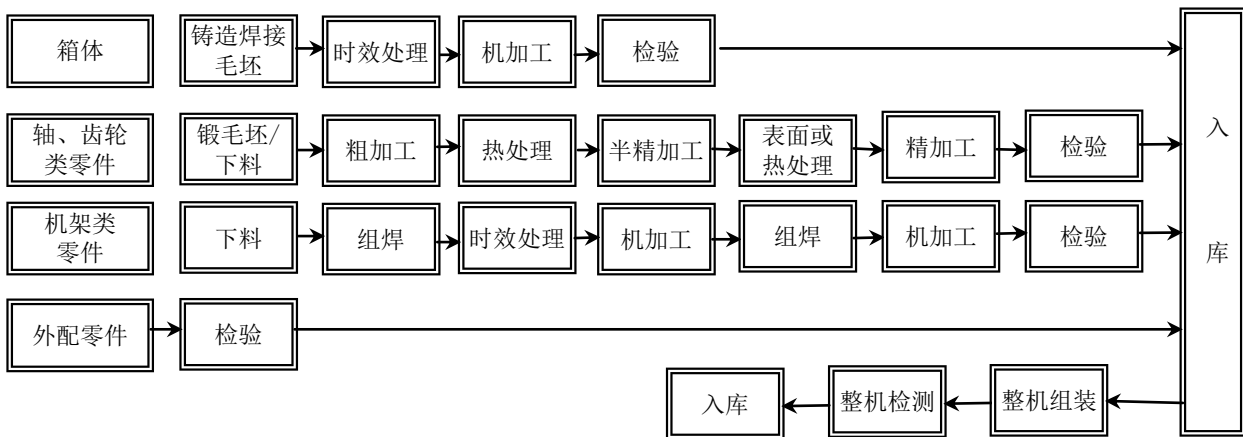 箱体
铸造焊接
毛坯
时效处理
机加工
检验
轴、齿轮
类零件
锻毛坯/
下料
粗加工
热处理
半精加工
表面或
热处理
精加工
检验
机架类
零件
下料
组焊
时效处理
机加工
组焊
机加工
检验
外配零件
检验
入
库
整机组装
整机检测
入库